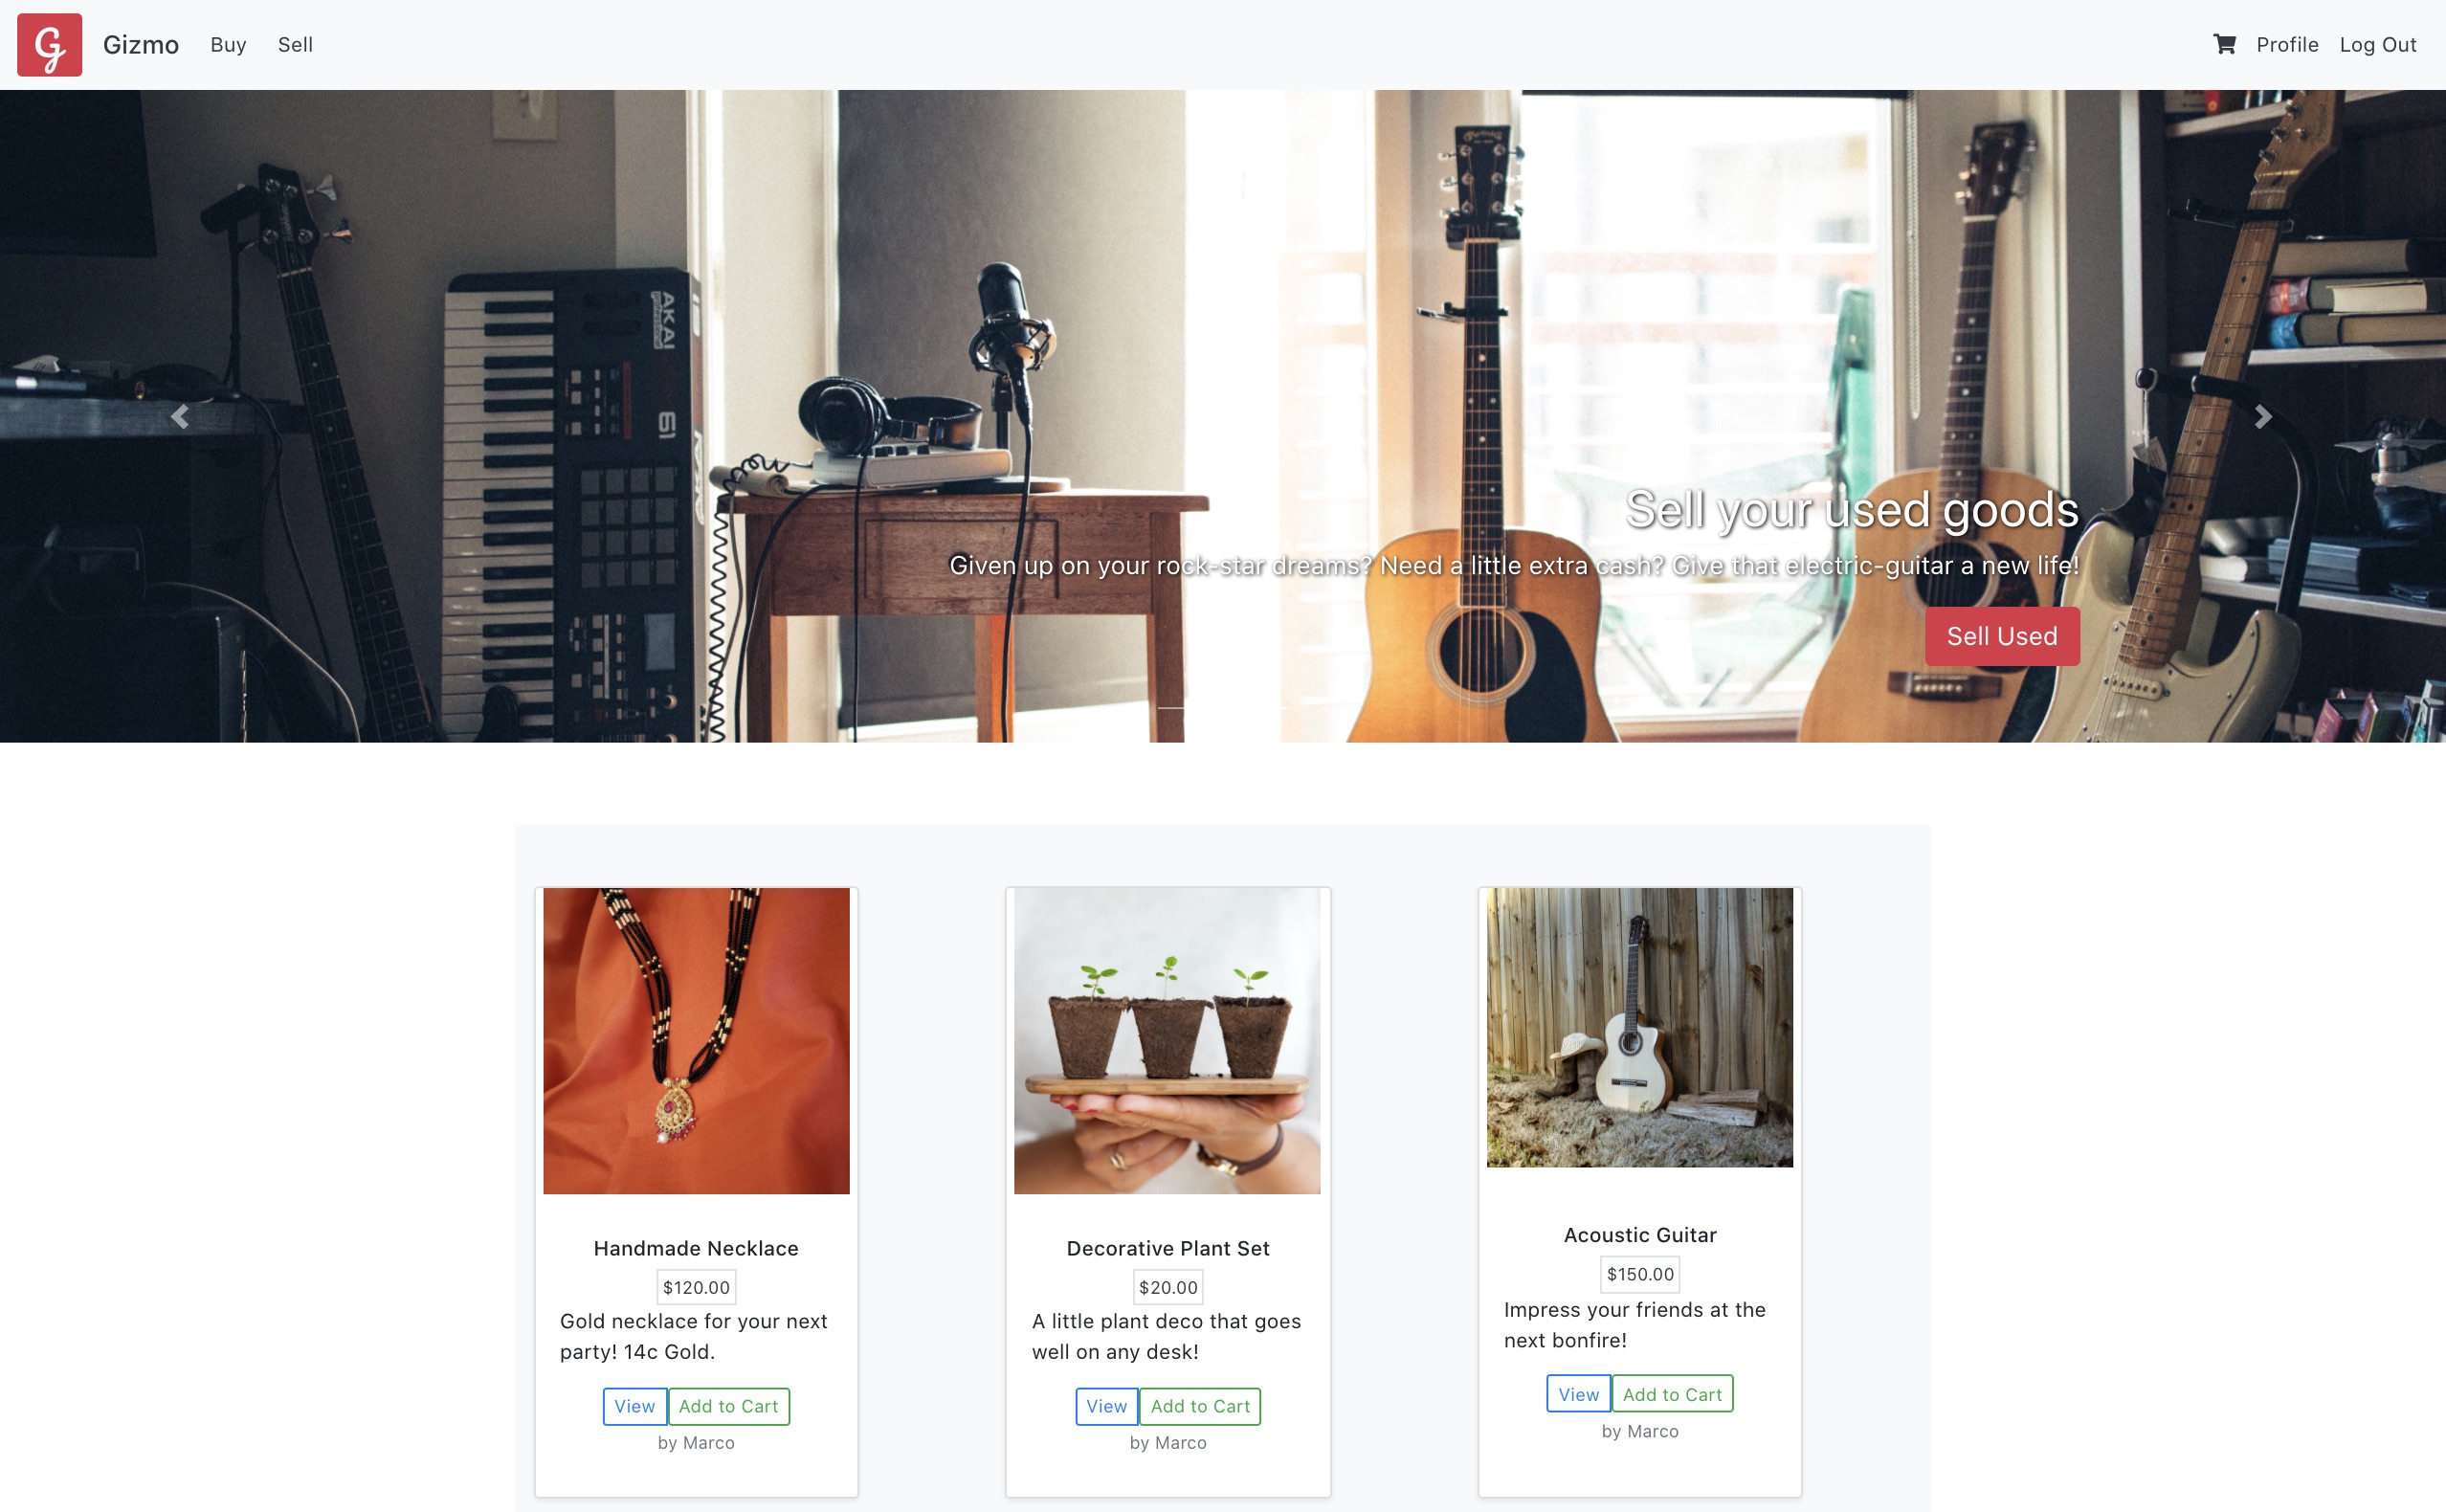 G Gizmo Buy Sell Profile Log Out
AKAI
professional
61
Sell your used goods
Given up on your rock-star dreams? Need a little extra cash? Give that electric-guitar a new life!
Sell Used
Handmade Necklace
$120.00
Gold necklace for your next
party! 14c Gold.
View Add to Cart
by Marco
Decorative Plant Set
$20.00
A little plant deco that goes
well on any desk!
View Add to Cart
by Marco
Acoustic Guitar
$150.00
Impress your friends at the
next bonfire!
View Add to Cart
by Marco